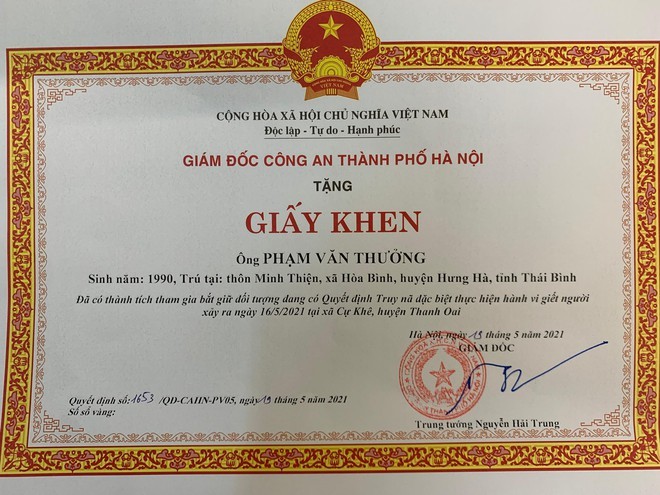 VIỆT NAM
CỘNG HÒA XÃ HỘI CHỦ NGHĨA VIỆT NAM
Độc lập - Tự do - Hạnh phúc
GIÁM ĐỐC CÔNG AN THÀNH PHỐ HÀ NỘI
TẶNG
GIẤY KHEN
Ông PHẠM VĂN THƯỞNG
Sinh năm: 1990, Trú tại: thôn Minh Thiện, xã Hòa Bình, huyện Hưng Hà, tỉnh Thái Bình
Đã có thành tích tham gia bắt giữ đối tượng đang có Quyết định Truy nã đặc biệt thực hiện hành vi giết người
xảy ra ngày 16/5/2021 tại xã Cự Khê, huyện Thanh Oai
Hà Nội, ngày 19 tháng 5 năm 2021
GIÁM ĐỐC
Quyết định số: 1653 /QĐ-CAHN-PV05, ngày 19 tháng 5 năm 2021
Số sổ vàng:
Trung tướng Nguyễn Hải Trung